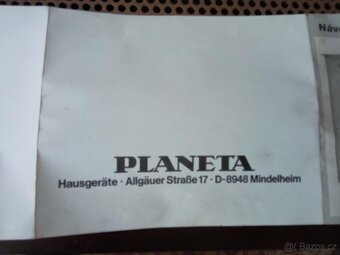 PLANETA
Hausgeräte · Allgäuer Straße 17 · D-8948 Mindelheim
Návo
Bazos.cz